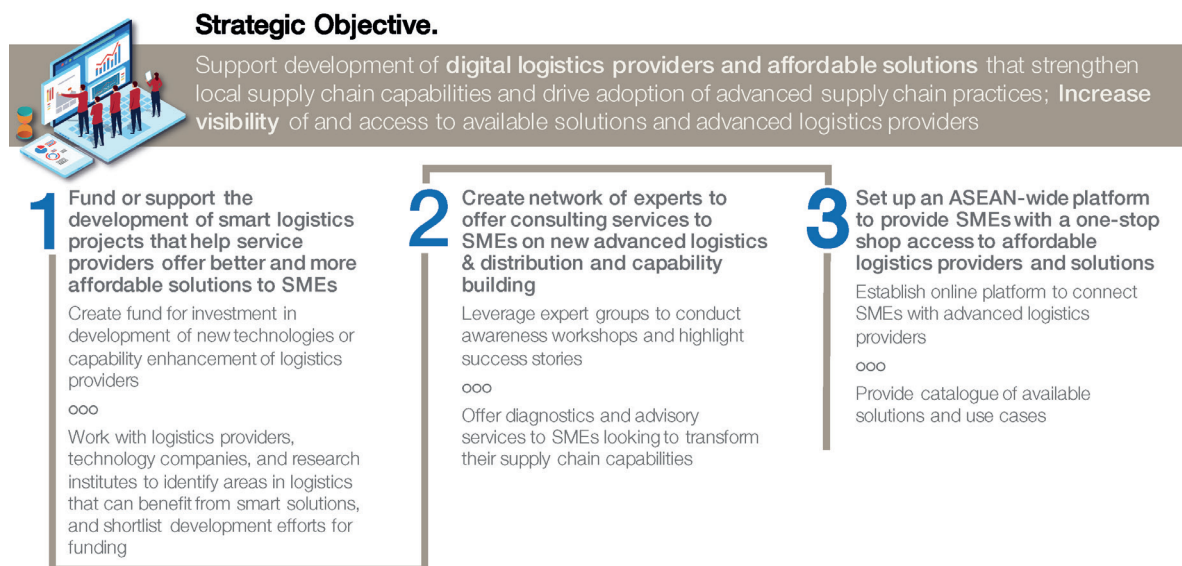 Strategic Objective.
Support development of digital logistics providers and affordable solutions that strengthen
local supply chain capabilities and drive adoption of advanced supply chain practices; Increase
visibility of and access to available solutions and advanced logistics providers
1
Fund or support the
development of smart logistics
projects that help service
providers offer better and more
affordable solutions to SMEs
Create fund for investment in
development of new technologies or
capability enhancement of logistics
providers
ooo
Work with logistics providers,
technology companies, and research
institutes to identify areas in logistics
that can benefit from smart solutions,
and shortlist development efforts for
funding
2
Create network of experts to
offer consulting services to
SMEs on new advanced logistics
& distribution and capability
building
Leverage expert groups to conduct
awareness workshops and highlight
success stories
ooo
Offer diagnostics and advisory
services to SMEs looking to transform
their supply chain capabilities
3
Set up an ASEAN-wide platform
to provide SMEs with a one-stop
shop access to affordable
logistics providers and solutions
Establish online platform to connect
SMEs with advanced logistics
providers
ooo
Provide catalogue of available
solutions and use cases